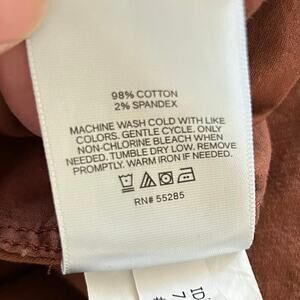 98% COTTON
2% SPANDEX
MACHINE WASH COLD WITH LIKE
COLORS. GENTLE CYCLE. ONLY
NON-CHLORINE BLEACH WHEN
NEEDED. TUMBLE DRY LOW. REMOVE
PROMPTLY. WARM IRON IF NEEDED.
RN# 55285